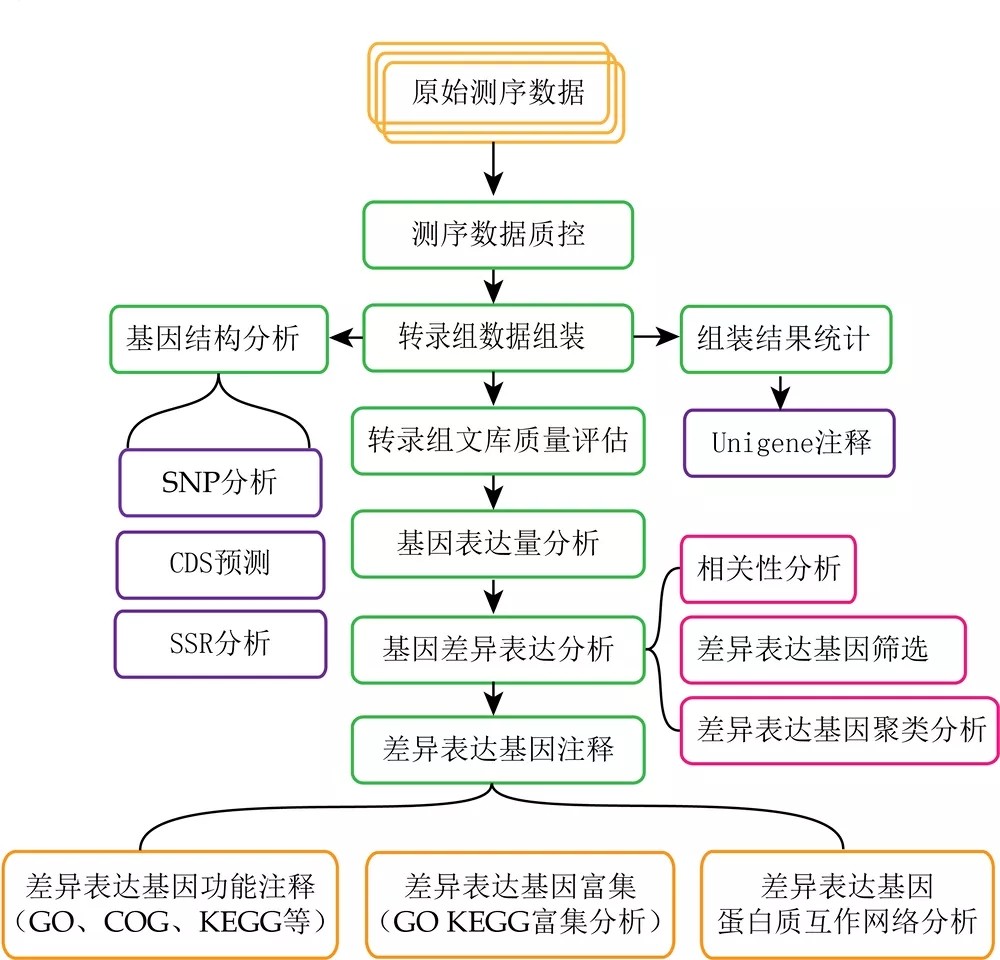 原始测序数据
测序数据质控
基因结构分析
转录组数据组装
组装结果统计
转录组文库质量评估
Unigene注释
SNP分析
基因表达量分析
CDS预测
相关性分析
SSR分析
基因差异表达分析
差异表达基因筛选
差异表达基因注释
差异表达基因聚类分析
差异表达基因功能注释
(GO、COG、KEGG等)
差异表达基因富集
(GO KEGG富集分析)
差异表达基因
蛋白质互作网络分析